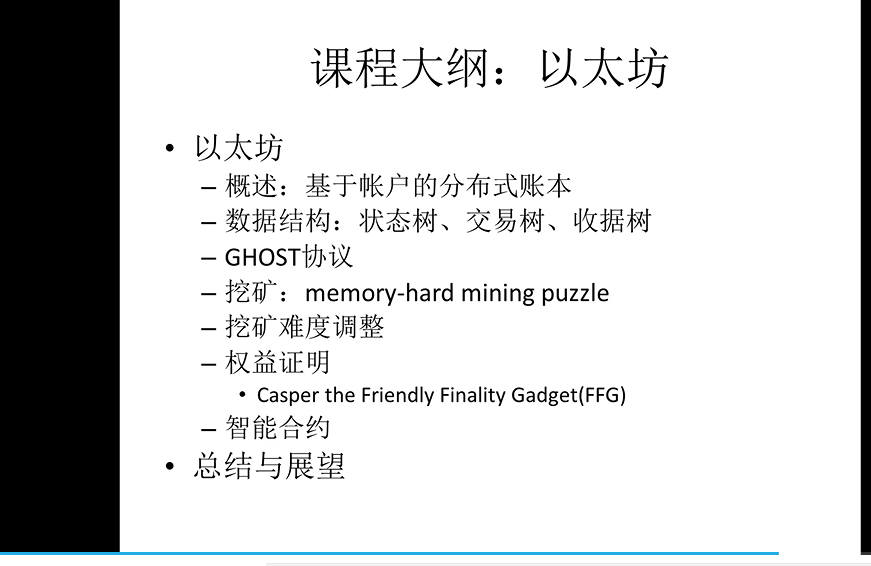 课程大纲：以太坊
• 以太坊
– 概述：基于帐户的分布式账本
– 数据结构：状态树、交易树、收据树
– GHOST协议
– 挖矿：memory-hard mining puzzle
– 挖矿难度调整
– 权益证明
• Casper the Friendly Finality Gadget(FFG)
– 智能合约
• 总结与展望